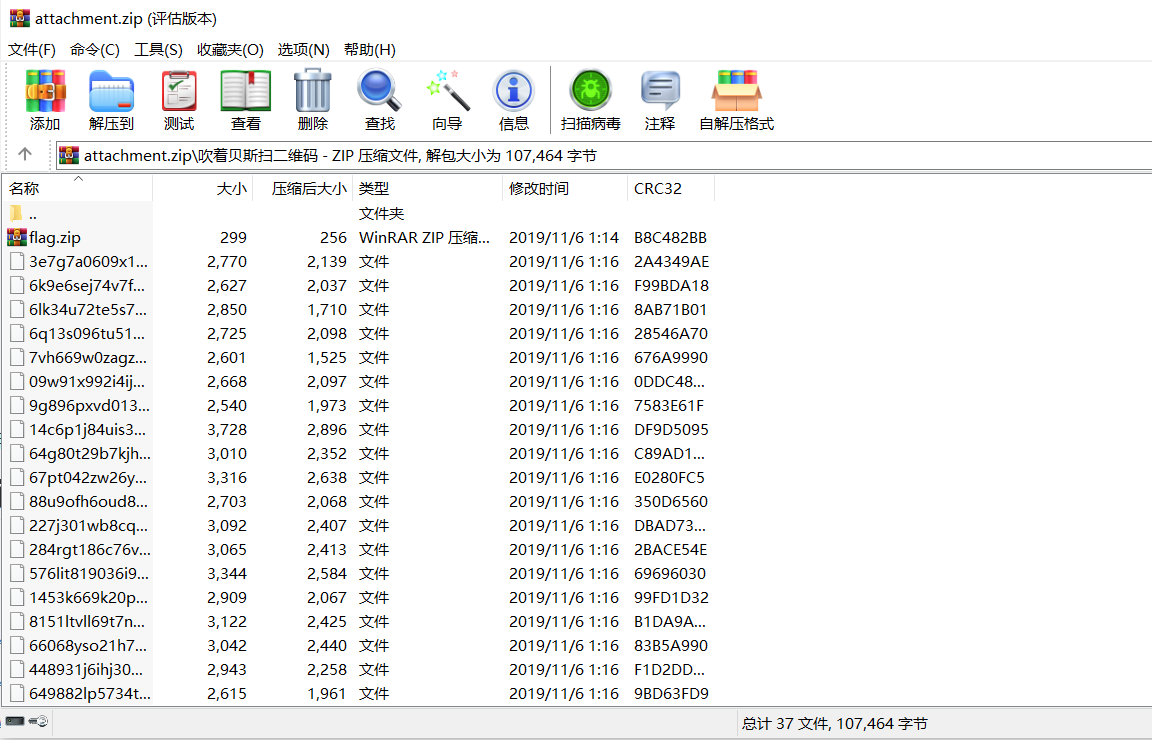 attachment.zip (评估版本)
文件(F) 命令(C) 工具(S) 收藏夹(O) 选项(N) 帮助(H)
添加 解压到 测试 查看 删除 查找 向导 信息 扫描病毒 注释 自解压格式
attachment.zip\吹着贝斯扫二维码 - ZIP 压缩文件, 解包大小为 107,464 字节
名称 大小 压缩后大小 类型 修改时间 CRC32
.. 文件夹
flag.zip 299 256 WinRAR ZIP 压缩... 2019/11/6 1:14 B8C482BB
3e7g7a0609x1... 2,770 2,139 文件 2019/11/6 1:16 2A4349AE
6k9e6sej74v7f... 2,627 2,037 文件 2019/11/6 1:16 F99BDA18
6lk34u72te5s7... 2,850 1,710 文件 2019/11/6 1:16 8AB71B01
6q13s096tu51... 2,725 2,098 文件 2019/11/6 1:16 28546A70
7vh669w0zagz... 2,601 1,525 文件 2019/11/6 1:16 676A9990
09w91x992i4ij... 2,668 2,097 文件 2019/11/6 1:16 0DDC48...
9g896pxvd013... 2,540 1,973 文件 2019/11/6 1:16 7583E61F
14c6p1j84uis3... 3,728 2,896 文件 2019/11/6 1:16 DF9D5095
64g80t29b7kjh... 3,010 2,352 文件 2019/11/6 1:16 C89AD1...
67pt042zw26y... 3,316 2,638 文件 2019/11/6 1:16 E0280FC5
88u9ofh6oud8... 2,703 2,068 文件 2019/11/6 1:16 350D6560
227j301wb8cq... 3,092 2,407 文件 2019/11/6 1:16 DBAD73...
284rgt186c76v... 3,065 2,413 文件 2019/11/6 1:16 2BACE54E
576lit819036i9... 3,344 2,584 文件 2019/11/6 1:16 69696030
1453k669k20p... 2,909 2,067 文件 2019/11/6 1:16 99FD1D32
8151ltvll69t7n... 3,122 2,425 文件 2019/11/6 1:16 B1DA9A...
66068yso21h7... 3,042 2,440 文件 2019/11/6 1:16 83B5A990
448931j6ihj30... 2,943 2,258 文件 2019/11/6 1:16 F1D2DD...
649882lp5734t... 2,615 1,961 文件 2019/11/6 1:16 9BD63FD9
总计 37 文件, 107,464 字节